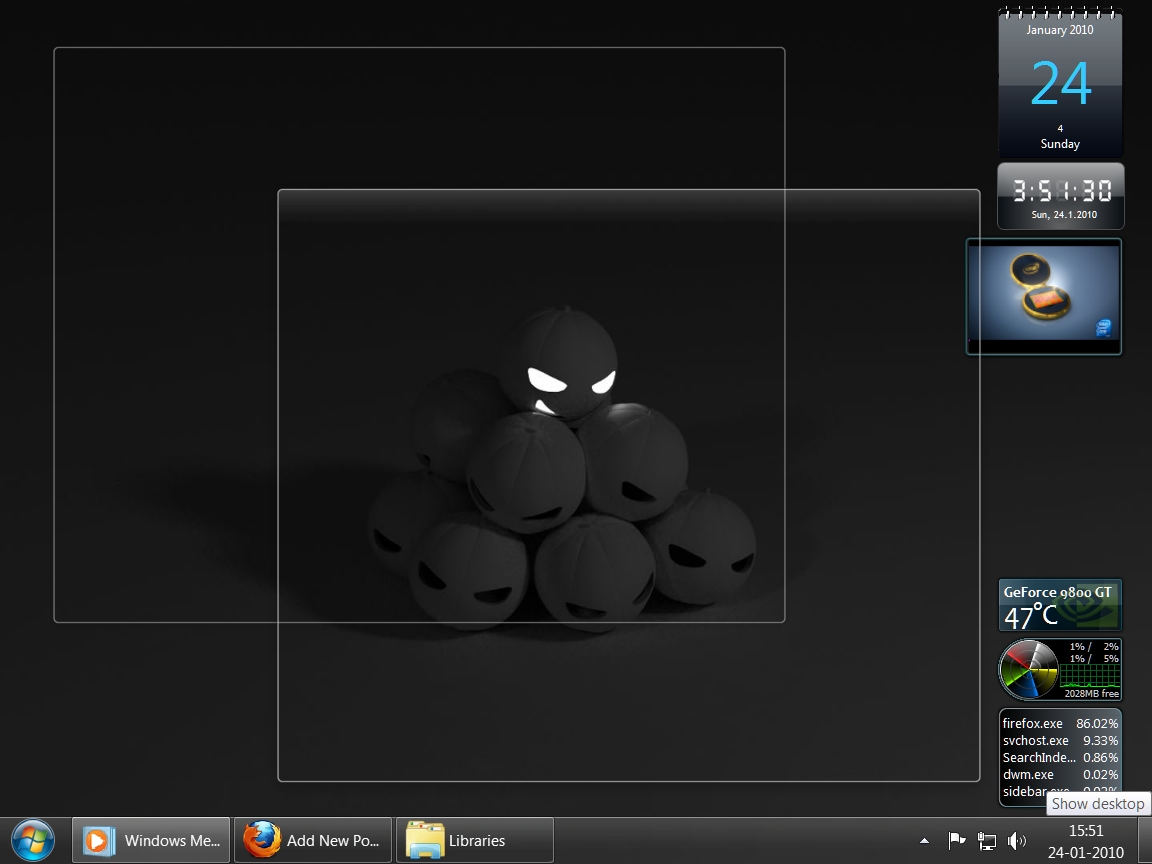 January 2010
24
4
Sunday
3:51:30
Sun, 24.1.2010
GeForce 9800 GT
47°C
1% / 2%
1% / 5%
2028MB free
firefox.exe 86.02%
svchost.exe 9.33%
SearchInde... 0.86%
dwm.exe 0.02%
sidebar.exe 0.02%
Show desktop
Windows Me...
Add New Po...
Libraries
15:51
24-01-2010